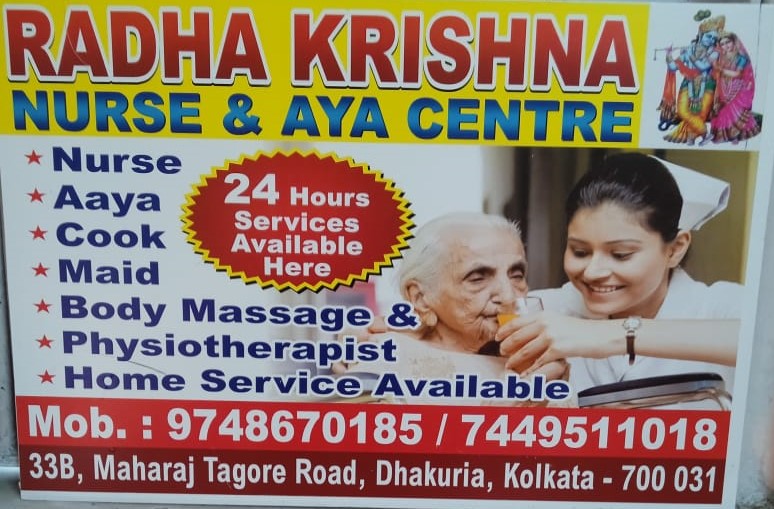 RADHA KRISHNA
NURSE & AYA CENTRE
★ Nurse
★ Aaya
★ Cook
★ Maid
★ Body Massage &
★ Physiotherapist
★ Home Service Available
24 Hours
Services
Available
Here
Mob. : 9748670185 / 7449511018
33B, Maharaj Tagore Road, Dhakuria, Kolkata - 700 031